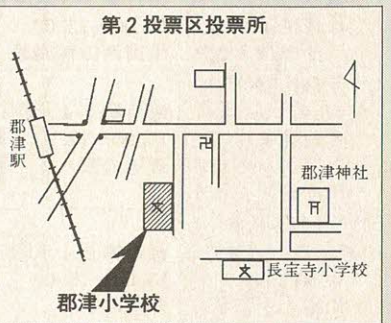 第2投票区投票所
郡津駅
卍
郡津神社
文
文
長宝寺小学校
郡津小学校